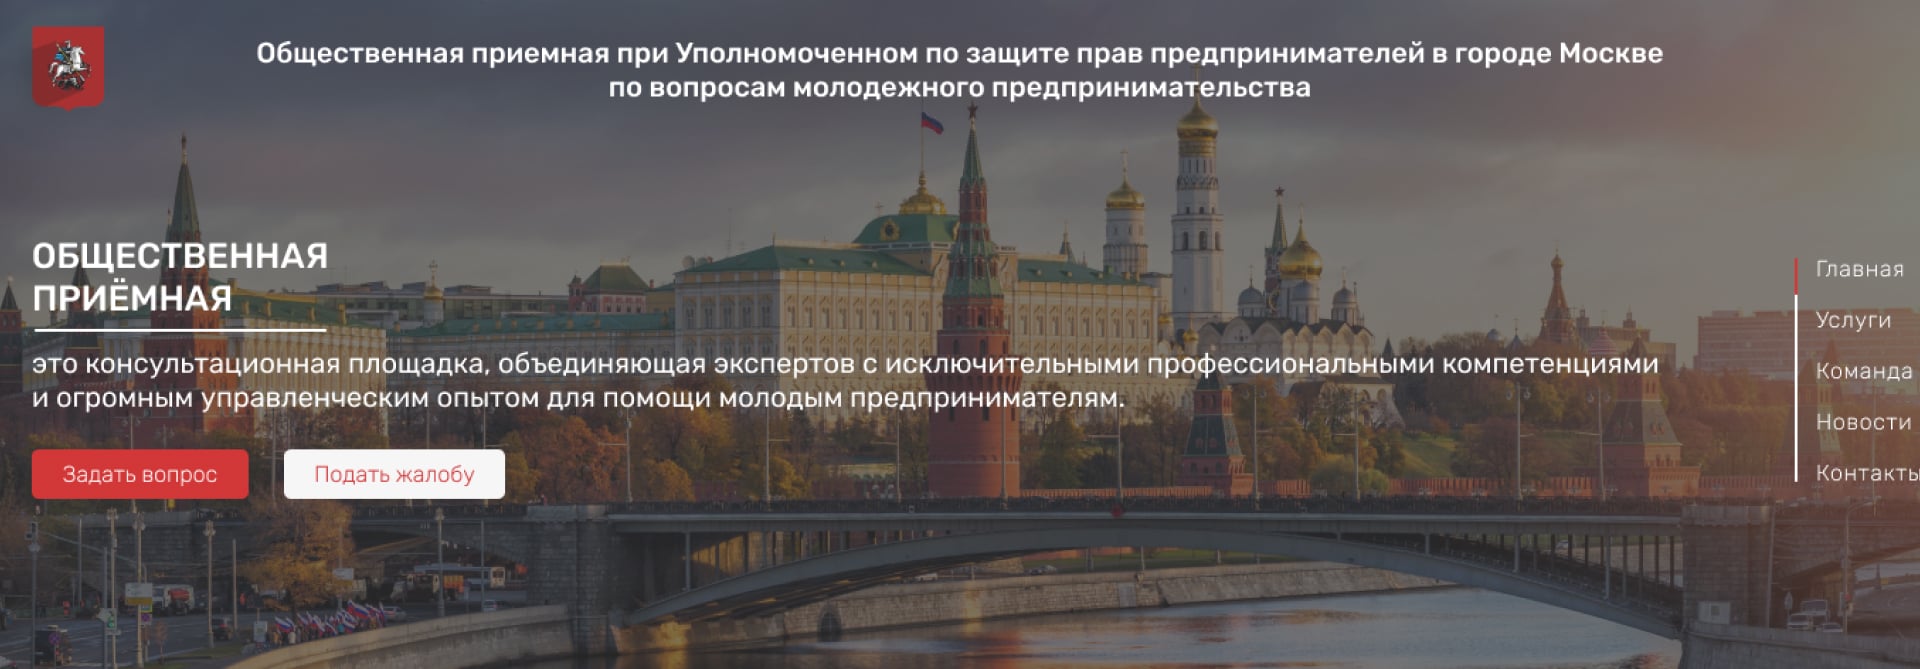 Общественная приемная при Уполномоченном по защите прав предпринимателей в городе Москве
по вопросам молодежного предпринимательства
ОБЩЕСТВЕННАЯ
ПРИЁМНАЯ
это консультационная площадка, объединяющая экспертов с исключительными профессиональными компетенциями
и огромным управленческим опытом для помощи молодым предпринимателям.
Задать вопрос
Подать жалобу
Главная
Услуги
Команда
Новости
Контакты